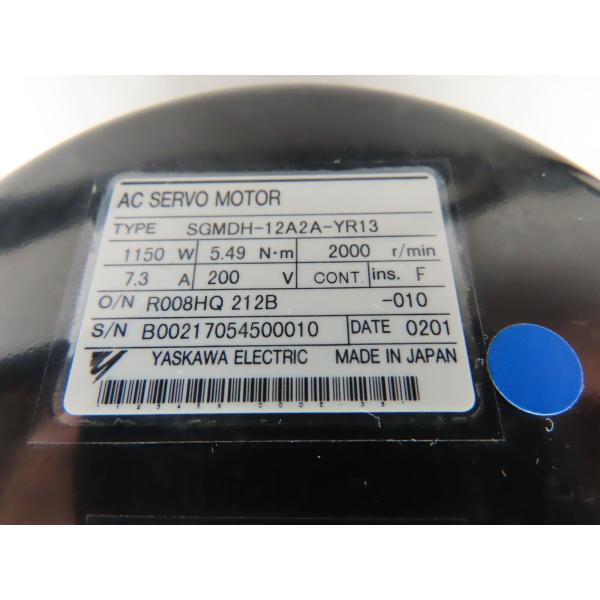 AC SERVO MOTOR
TYPE SGMDH-12A2A-YR13
1150 W 5.49 N·m 2000 r/min
7.3 A 200 V CONT. ins. F
O/N R008HQ 212B -010
S/N B00217054500010 DATE 0201
YASKAWA ELECTRIC MADE IN JAPAN